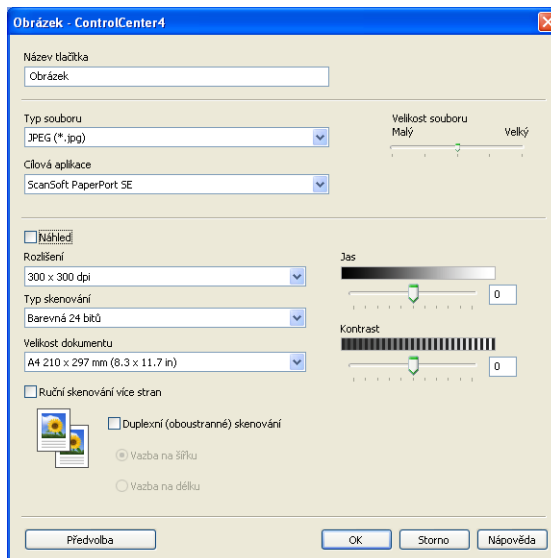 Obrázek - ControlCenter4
Název tlačítka
Obrázek
Typ souboru
JPEG (*.jpg)
Velikost souboru
Malý Velký
Cílová aplikace
ScanSoft PaperPort SE
Náhled
Rozlišení
300 x 300 dpi
Typ skenování
Barevná 24 bitů
Velikost dokumentu
A4 210 x 297 mm (8.3 x 11.7 in)
Jas
0
Kontrast
0
Ruční skenování více stran
Duplexní (oboustranné) skenování
Vazba na šířku
Vazba na délku
Předvolba OK Storno Nápověda